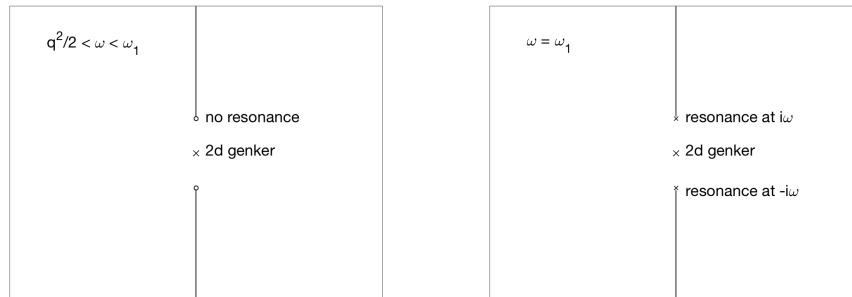 q²/2 < ω < ω₁
no resonance
2d genker
ω = ω₁
resonance at iω
2d genker
resonance at -iω